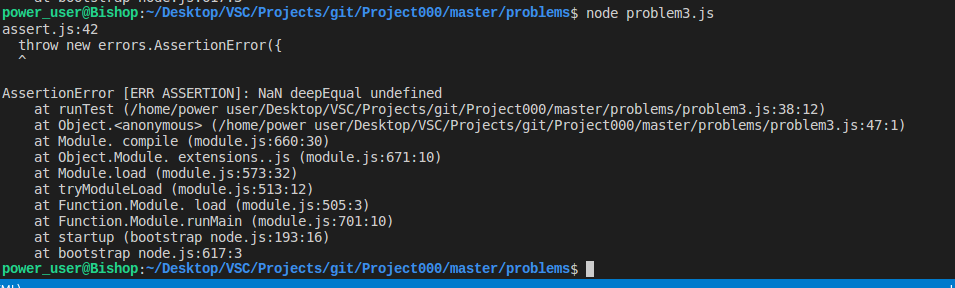 at bootstrap node.js:617:3
power_user@Bishop:~/Desktop/VSC/Projects/git/Project000/master/problems$ node problem3.js
assert.js:42
  throw new errors.AssertionError({
  ^

AssertionError [ERR ASSERTION]: NaN deepEqual undefined
    at runTest (/home/power user/Desktop/VSC/Projects/git/Project000/master/problems/problem3.js:38:12)
    at Object.<anonymous> (/home/power user/Desktop/VSC/Projects/git/Project000/master/problems/problem3.js:47:1)
    at Module. compile (module.js:660:30)
    at Object.Module. extensions..js (module.js:671:10)
    at Module.load (module.js:573:32)
    at tryModuleLoad (module.js:513:12)
    at Function.Module. load (module.js:505:3)
    at Function.Module.runMain (module.js:701:10)
    at startup (bootstrap node.js:193:16)
    at bootstrap node.js:617:3
power_user@Bishop:~/Desktop/VSC/Projects/git/Project000/master/problems$